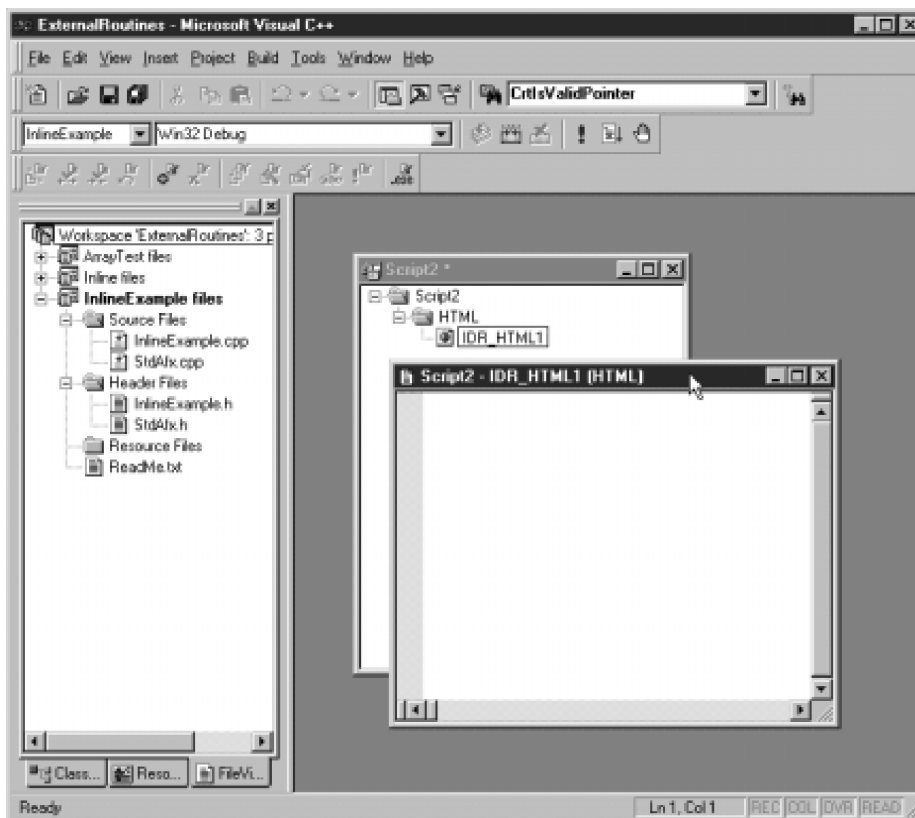 ExternalRoutines - Microsoft Visual C++
File Edit View Insert Project Build Tools Window Help
CrtIsValidPointer
InlineExample Win32 Debug
.exe
Workspace 'ExternalRoutines': 3 p
ArrayTest files
Inline files
InlineExample files
Source Files
InlineExample.cpp
StdAfx.cpp
Header Files
InlineExample.h
StdAfx.h
Resource Files
ReadMe.txt
Class... Reso... FileVi...
Script2 *
Script2
HTML
IDR_HTML1
Script2 - IDR_HTML1 (HTML)
Ready Ln 1, Col 1 REC COL OVR READ